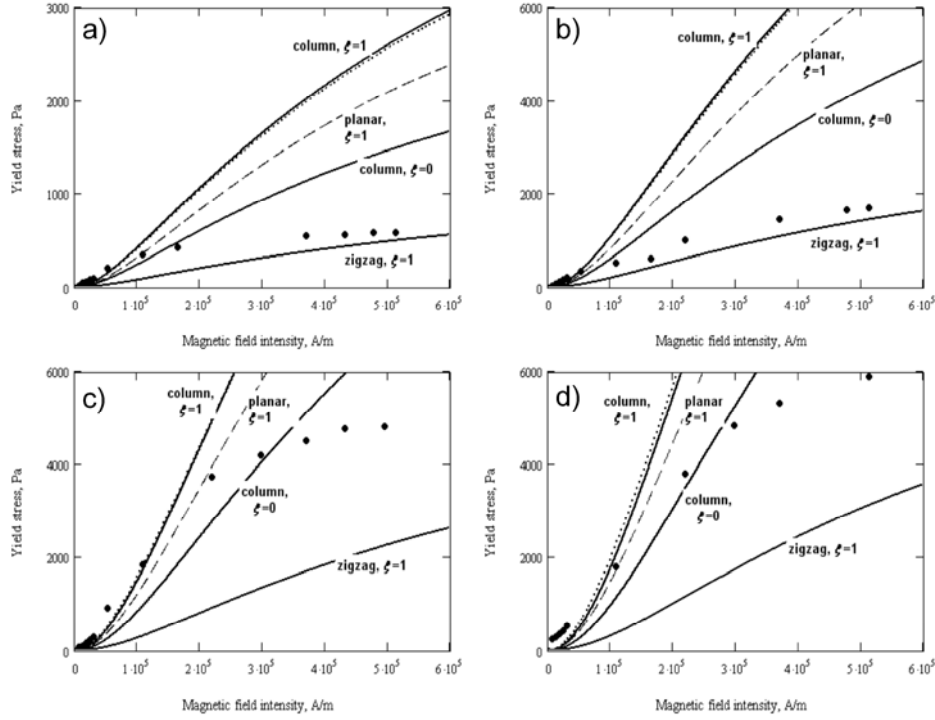 a)
3000
2000
1000
0
Yield stress, Pa
column, ξ=1
planar,
ξ=1
column, ξ=0
zigzag, ξ=1
0
1·10⁵
2·10⁵
3·10⁵
4·10⁵
5·10⁵
6·10⁵
Magnetic field intensity, A/m
b)
6000
4000
2000
0
Yield stress, Pa
column, ξ=1
planar,
ξ=1
column, ξ=0
zigzag, ξ=1
0
1·10⁵
2·10⁵
3·10⁵
4·10⁵
5·10⁵
6·10⁵
Magnetic field intensity, A/m
c)
6000
4000
2000
0
Yield stress, Pa
column,
ξ=1
planar,
ξ=1
column,
ξ=0
zigzag, ξ=1
0
1·10⁵
2·10⁵
3·10⁵
4·10⁵
5·10⁵
6·10⁵
Magnetic field intensity, A/m
d)
6000
4000
2000
0
Yield stress, Pa
column,
ξ=1
planar
ξ=1
column,
ξ=0
zigzag, ξ=1
0
1·10⁵
2·10⁵
3·10⁵
4·10⁵
5·10⁵
6·10⁵
Magnetic field intensity, A/m